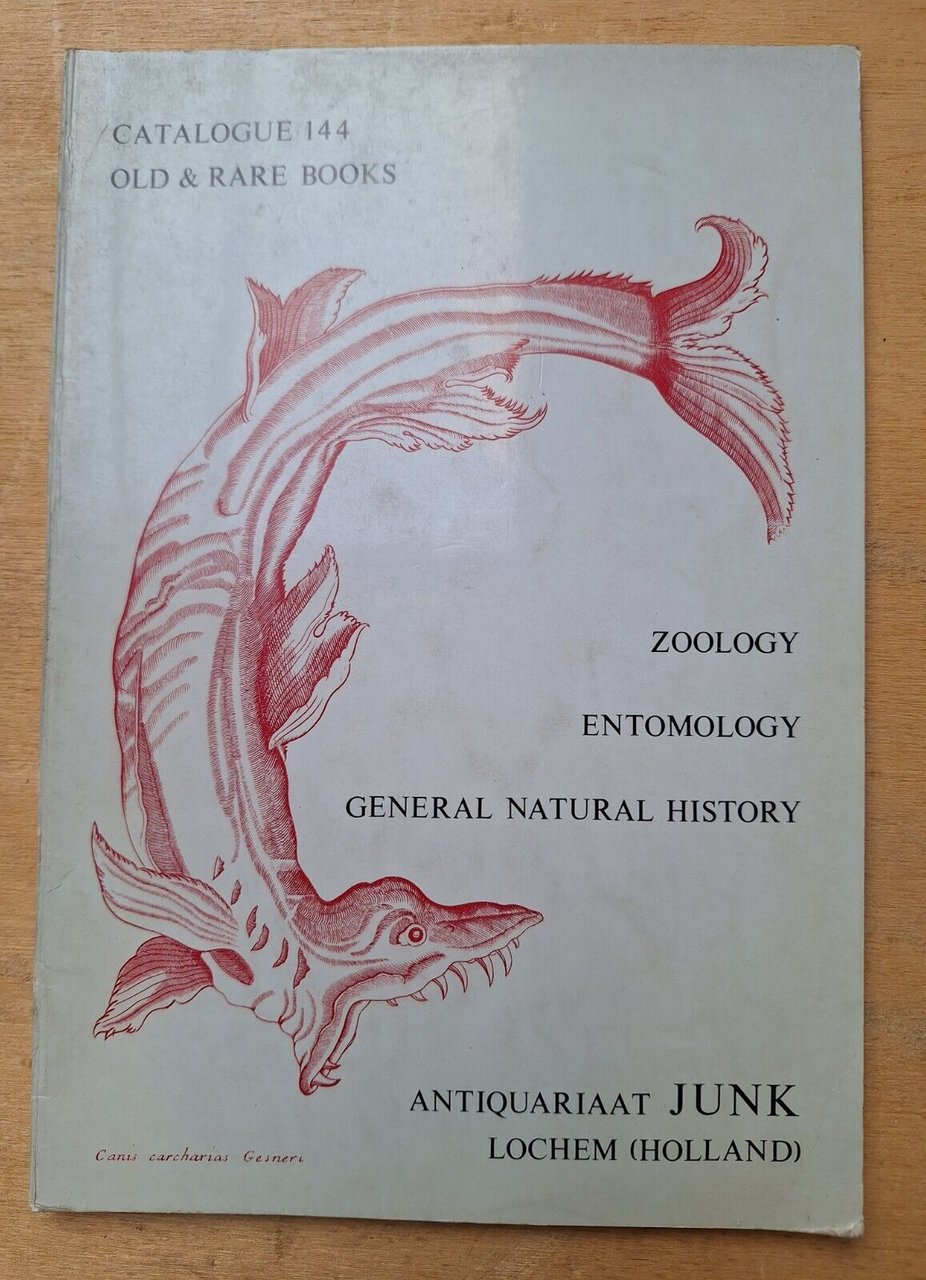 CATALOGUE 144
OLD & RARE BOOKS
ZOOLOGY
ENTOMOLOGY
GENERAL NATURAL HISTORY
ANTIQUARIAAT JUNK
LOCHEM (HOLLAND)
Canis carcharias Gesneri